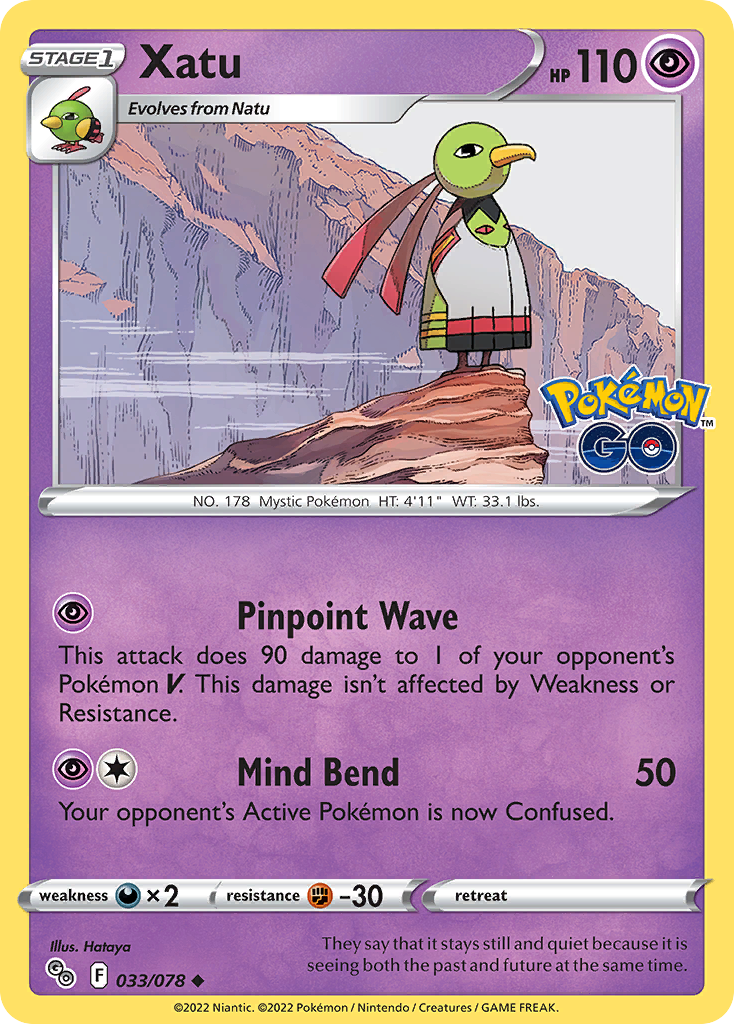 STAGE1
Xatu
HP 110
Evolves from Natu
POKéMON
GO™
NO. 178 Mystic Pokémon HT: 4'11" WT: 33.1 lbs.
Pinpoint Wave
This attack does 90 damage to 1 of your opponent's
Pokémon V. This damage isn't affected by Weakness or
Resistance.
Mind Bend 50
Your opponent's Active Pokémon is now Confused.
weakness ×2 resistance -30 retreat
Illus. Hataya
They say that it stays still and quiet because it is
seeing both the past and future at the same time.
GO F 033/078
©2022 Niantic. ©2022 Pokémon / Nintendo / Creatures / GAME FREAK.